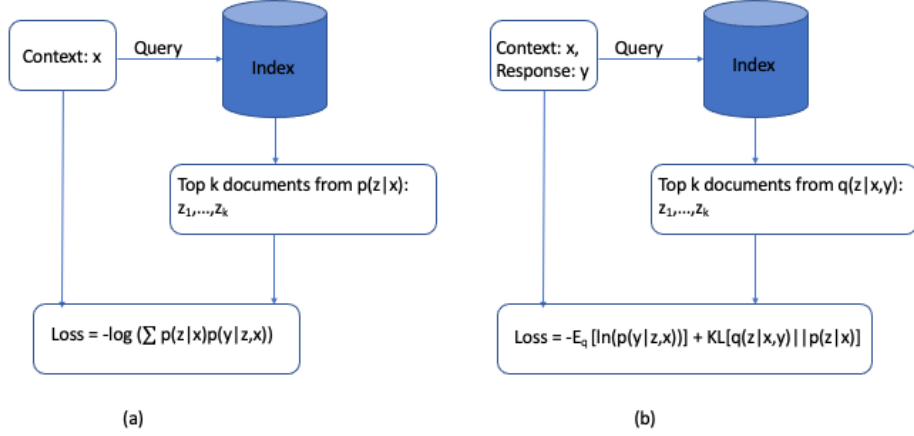 Context: x
Query
Index
Top k documents from p(z|x):
z₁,...,zₖ
Loss = -log (∑ p(z|x)p(y|z,x))
(a)
Context: x,
Response: y
Query
Index
Top k documents from q(z|x,y):
z₁,...,zₖ
Loss = -E_q [ln(p(y|z,x))] + KL[q(z|x,y)||p(z|x)]
(b)